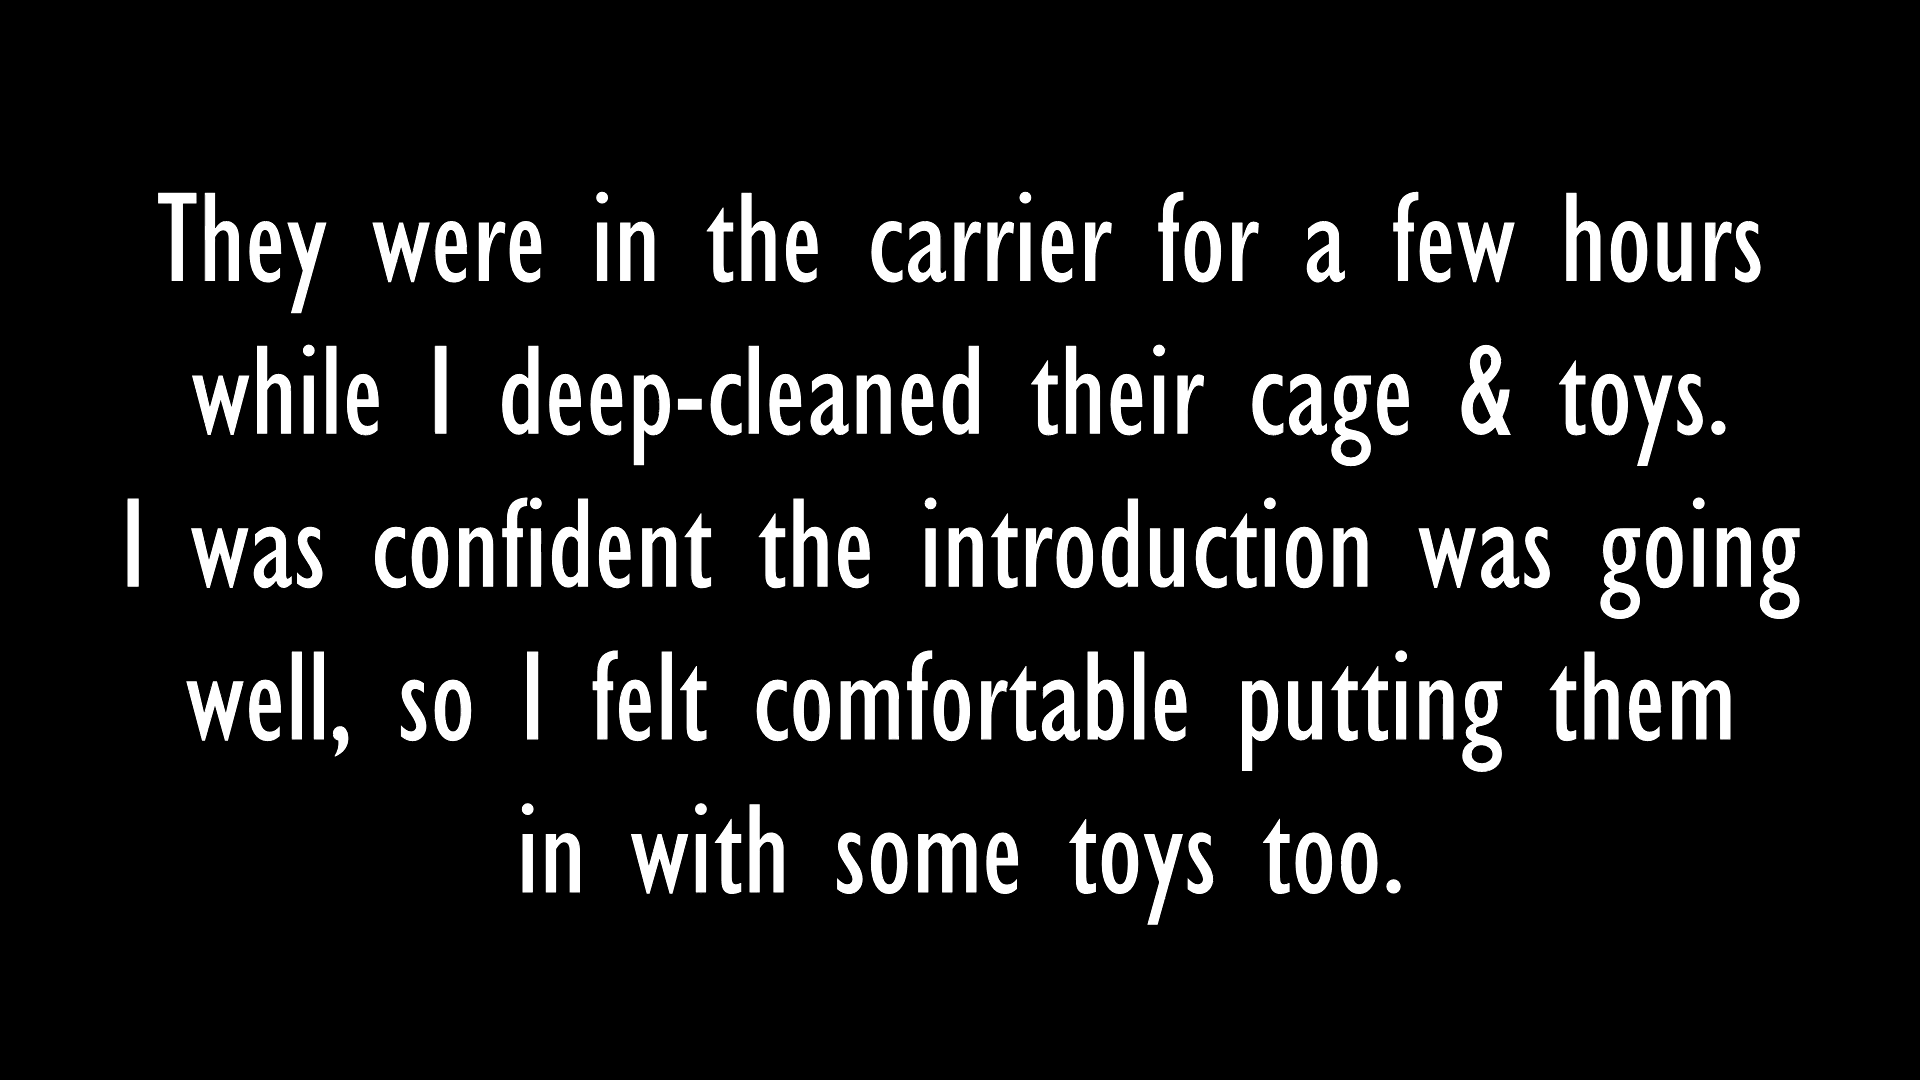 They were in the carrier for a few hours
while I deep-cleaned their cage & toys.
I was confident the introduction was going
well, so I felt comfortable putting them
in with some toys too.